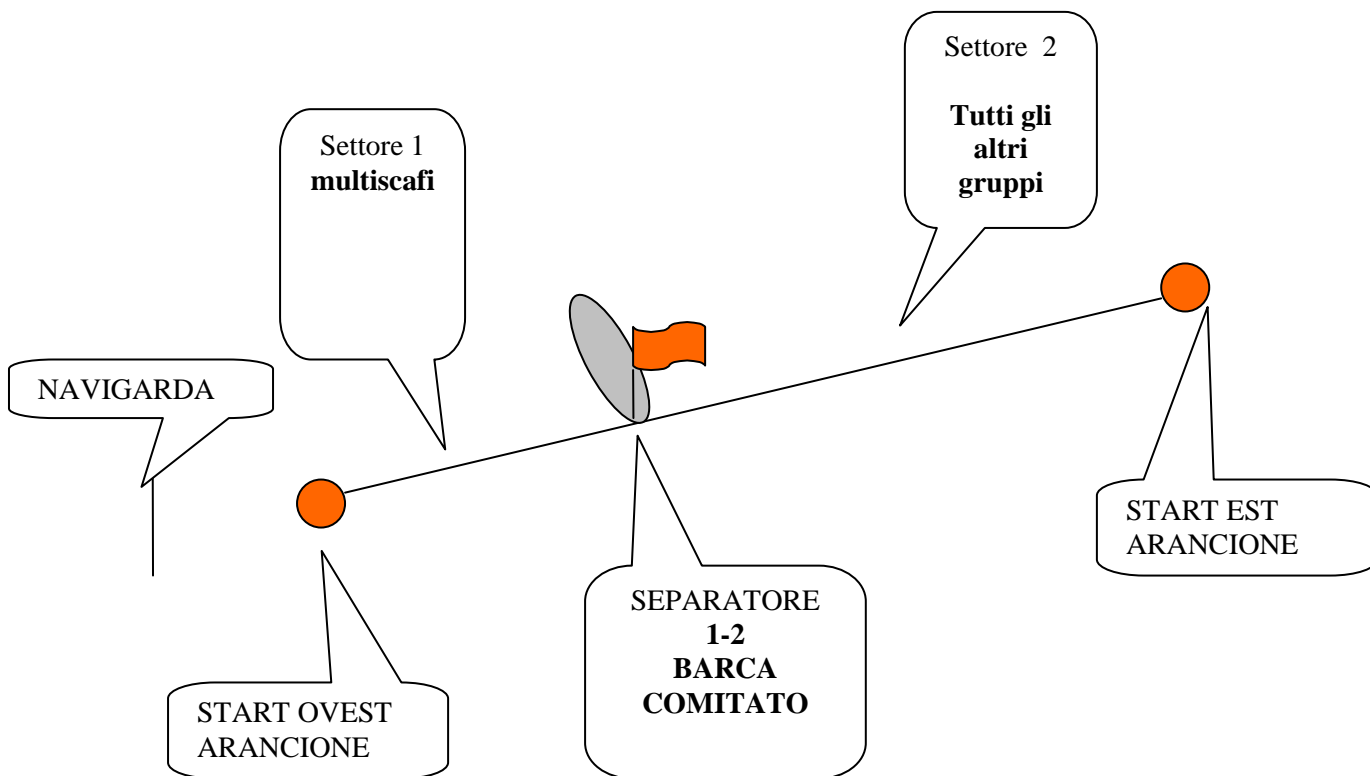 Settore 2
Tutti gli
altri
gruppi
Settore 1
multiscafi
NAVIGARDA
START EST
ARANCIONE
SEPARATORE
1-2
BARCA
COMITATO
START OVEST
ARANCIONE